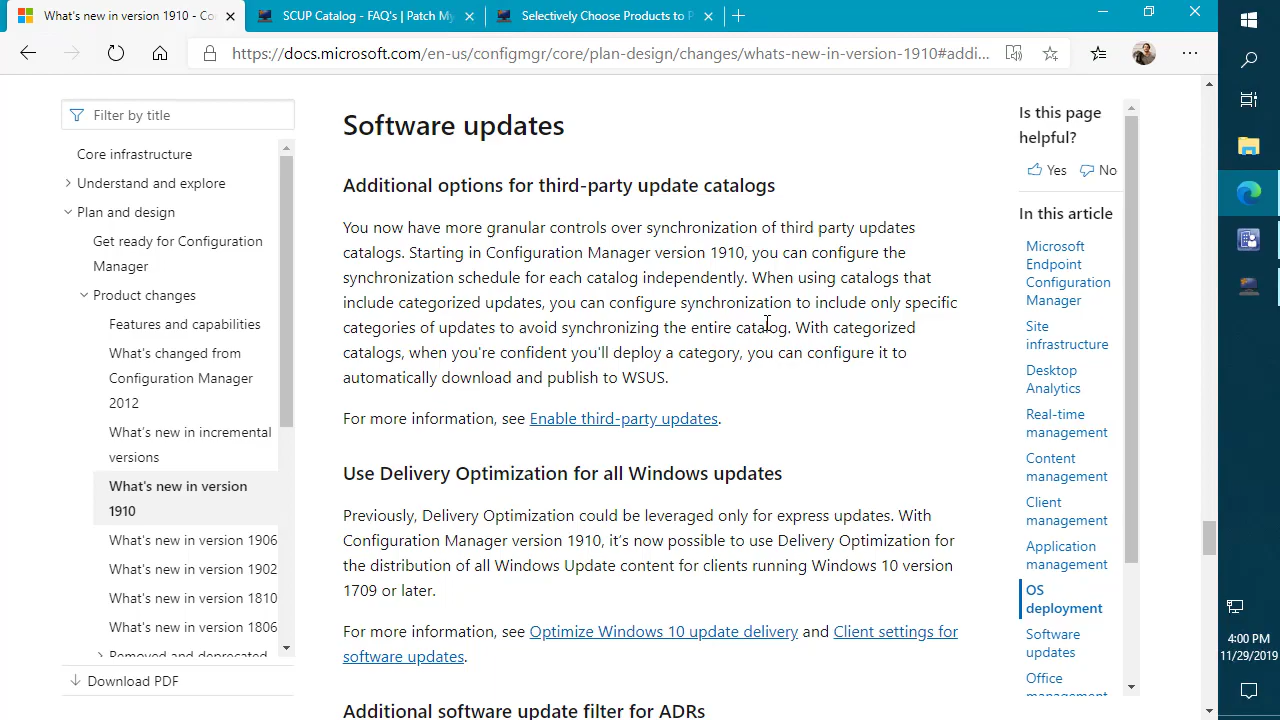 What's new in version 1910 - Co
SCUP Catalog - FAQ's | Patch My
Selectively Choose Products to P
https://docs.microsoft.com/en-us/configmgr/core/plan-design/changes/whats-new-in-version-1910#addi...
Filter by title
Core infrastructure
Understand and explore
Plan and design
Get ready for Configuration
Manager
Product changes
Features and capabilities
What's changed from
Configuration Manager
2012
What's new in incremental
versions
What's new in version
1910
What's new in version 1906
What's new in version 1902
What's new in version 1810
What's new in version 1806
Removed and deprecated
Download PDF
Software updates
Additional options for third-party update catalogs
You now have more granular controls over synchronization of third party updates
catalogs. Starting in Configuration Manager version 1910, you can configure the
synchronization schedule for each catalog independently. When using catalogs that
include categorized updates, you can configure synchronization to include only specific
categories of updates to avoid synchronizing the entire catalog. With categorized
catalogs, when you're confident you'll deploy a category, you can configure it to
automatically download and publish to WSUS.
For more information, see Enable third-party updates.
Use Delivery Optimization for all Windows updates
Previously, Delivery Optimization could be leveraged only for express updates. With
Configuration Manager version 1910, it's now possible to use Delivery Optimization for
the distribution of all Windows Update content for clients running Windows 10 version
1709 or later.
For more information, see Optimize Windows 10 update delivery and Client settings for
software updates.
Additional software update filter for ADRs
Is this page
helpful?
Yes No
In this article
Microsoft
Endpoint
Configuration
Manager
Site
infrastructure
Desktop
Analytics
Real-time
management
Content
management
Client
management
Application
management
OS
deployment
Software
updates
Office
management
4:00 PM
11/29/2019